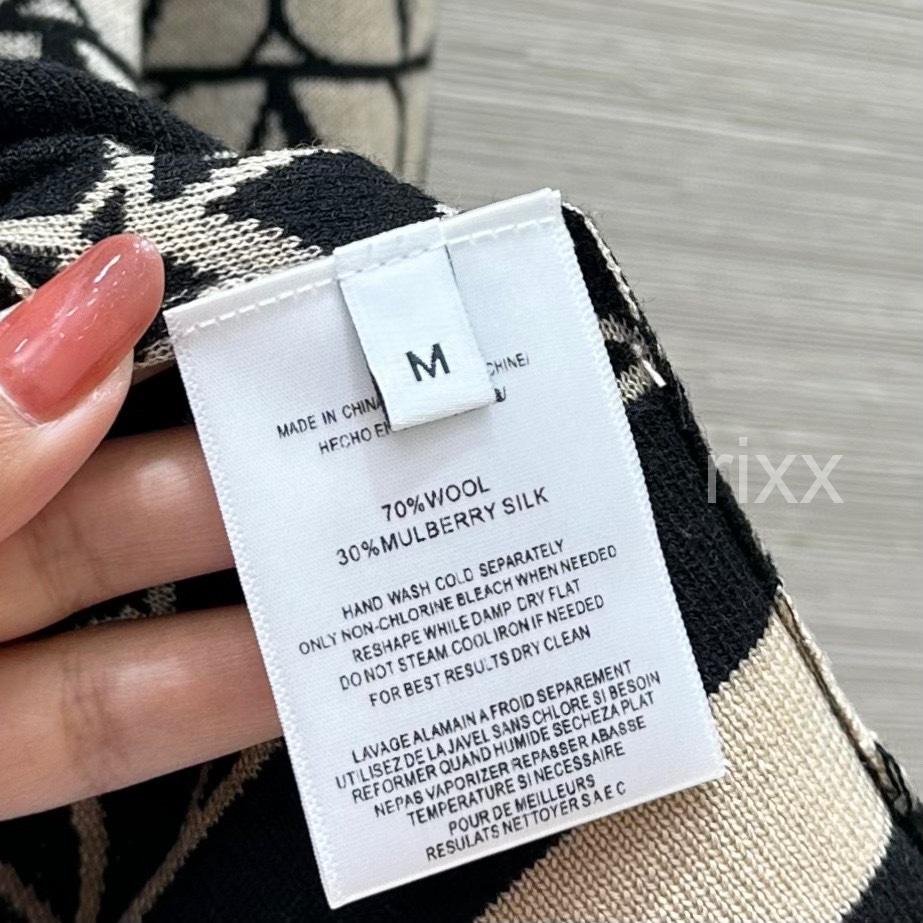 M
MADE IN CHINA
HECHO EN
70%WOOL
30%MULBERRY SILK
HAND WASH COLD SEPARATELY
ONLY NON-CHLORINE BLEACH WHEN NEEDED
RESHAPE WHILE DAMP DRY FLAT
DO NOT STEAM COOL IRON IF NEEDED
FOR BEST RESULTS DRY CLEAN
LAVAGE ALAMAIN A FROID SEPAREMENT
UTILISEZ DE LA JAVEL SANS CHLORE SI BESOIN
REFORMER QUAND HUMIDE SECHEZA PLAT
NEPAS VAPORIZER REPASSER ABASSE
TEMPERATURE SI NECESSAIRE
POUR DE MEILLEURS
RESULATS NETTOYER SAEC
rixx